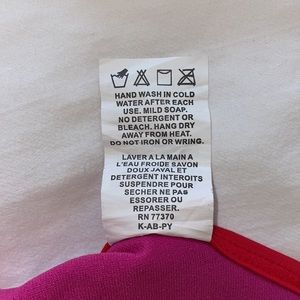 HAND WASH IN COLD
WATER AFTER EACH
USE. MILD SOAP.
NO DETERGENT OR
BLEACH. HANG DRY
AWAY FROM HEAT.
DO NOT IRON OR WRING.
LAVER A LA MAIN A
L'EAU FROIDE SAVON
DOUX JAVAL ET
DETERGENT INTERDITS
SUSPENDRE POUR
SECHER NE PAS
ESSORER OU
REPASSER.
RN 77370
K-AB-PY